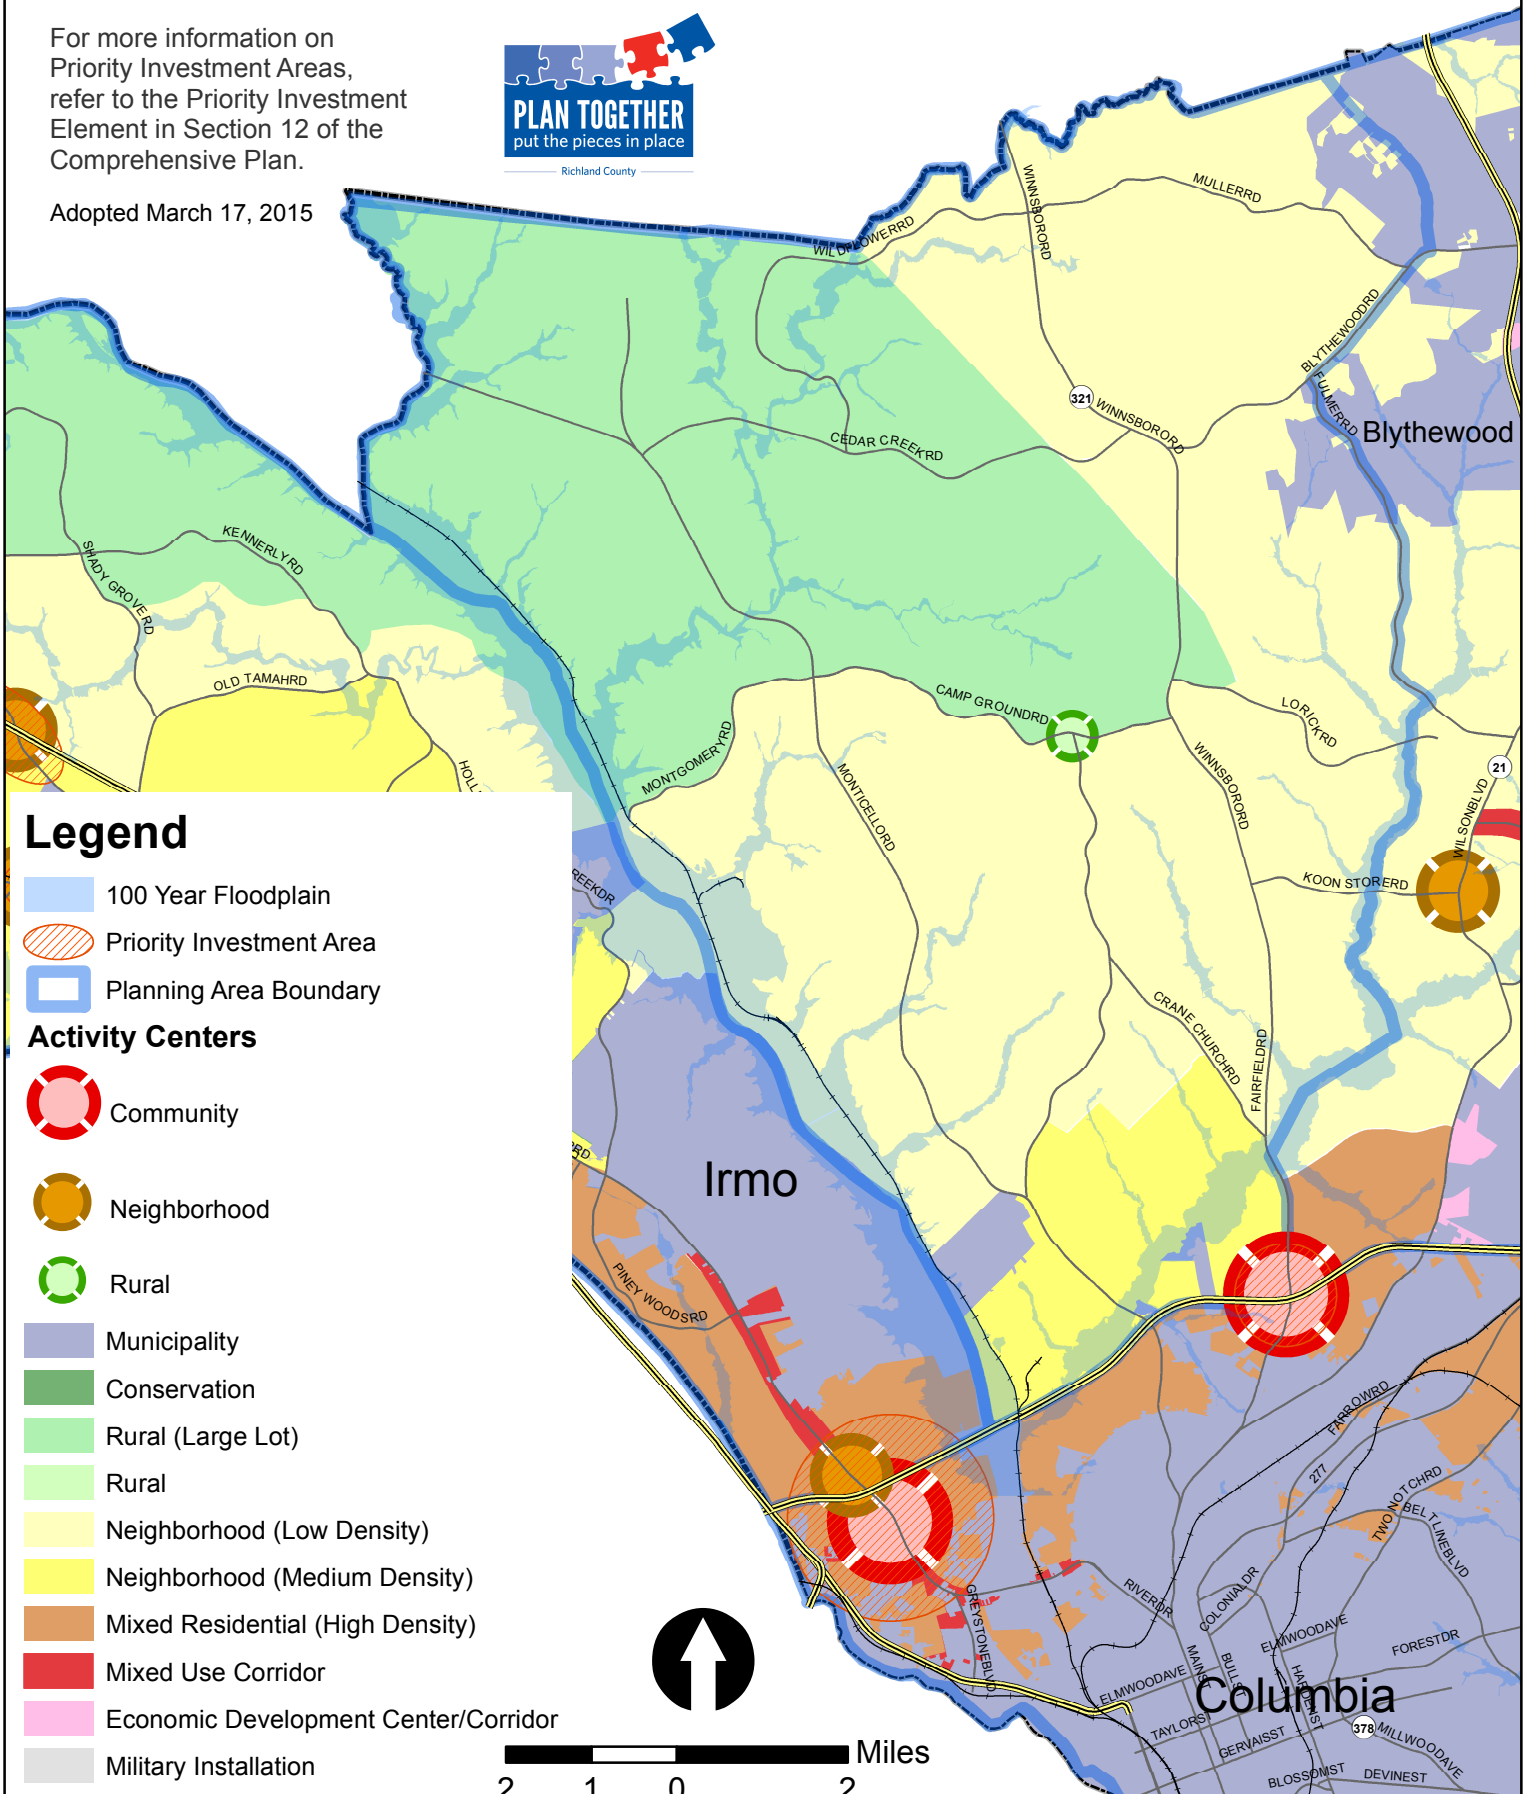 For more information on
Priority Investment Areas,
refer to the Priority Investment
Element in Section 12 of the
Comprehensive Plan.
Adopted March 17, 2015
PLAN TOGETHER
put the pieces in place
Richland County
WINNSBORORD
MULLERRD
WILDFLOWERRD
BLYTHEWOODRD
FULMERRD
321
WINNSBORORD
Blythewood
CEDAR CREEKRD
KENNERLYRD
SHADY GROVERD
OLD TAMAHRD
CAMP GROUNDRD
LORICKRD
MONTGOMERYRD
MONTICELLORD
WINNSBORORD
21
WILSONBLVD
HOLL
REEKDR
KOON STORERD
CRANE CHURCHRD
FAIRFIELDRD
RD
Irmo
PINEY WOODSRD
FARROWRD
277
TWO NOTCHRD
BELTLINEBLVD
GREYSTONEBLVD
RIVERDR
COLONIALDR
ELMWOODAVE
FORESTDR
MAINST
BULLST
HARDENST
ELMWOODAVE
Columbia
TAYLORST
GERVAISST
378
MILLWOODAVE
BLOSSOMST
DEVINEST
Legend
100 Year Floodplain
Priority Investment Area
Planning Area Boundary
Activity Centers
Community
Neighborhood
Rural
Municipality
Conservation
Rural (Large Lot)
Rural
Neighborhood (Low Density)
Neighborhood (Medium Density)
Mixed Residential (High Density)
Mixed Use Corridor
Economic Development Center/Corridor
Military Installation
Miles
2 1 0 2